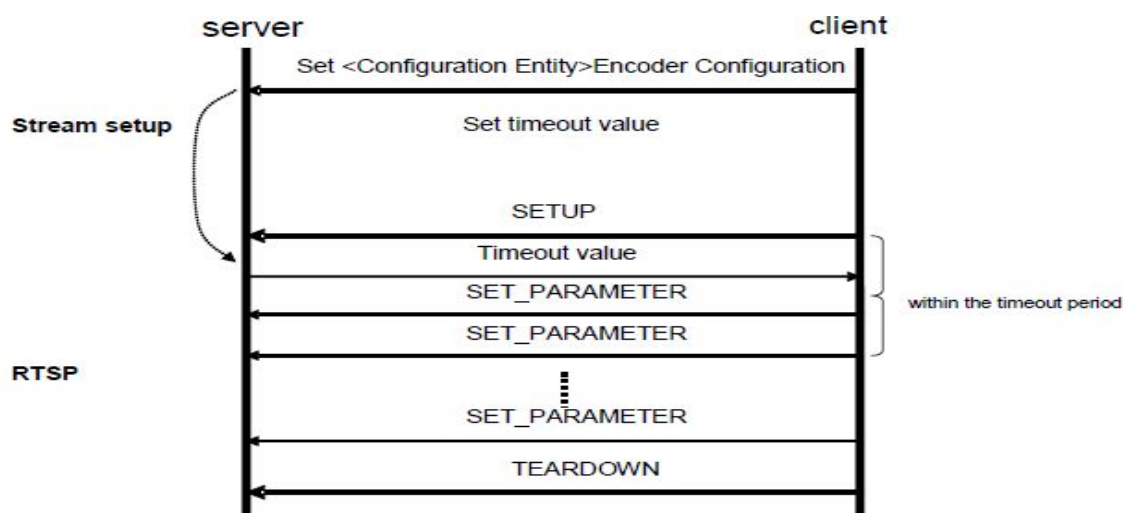 server
client
Set <Configuration Entity>Encoder Configuration
Stream setup
Set timeout value
SETUP
Timeout value
SET_PARAMETER
within the timeout period
SET_PARAMETER
RTSP
SET_PARAMETER
TEARDOWN